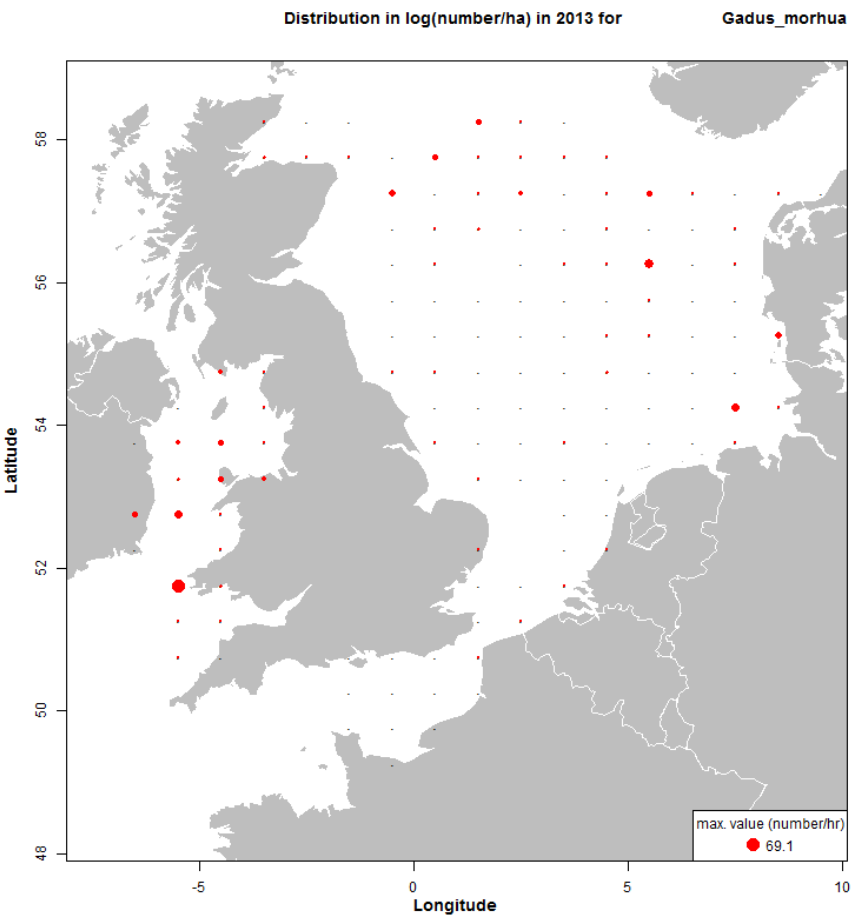 Distribution in log(number/ha) in 2013 for Gadus_morhua
58
56
54
52
50
48
Latitude
-5
0
5
10
Longitude
max. value (number/hr)
69.1